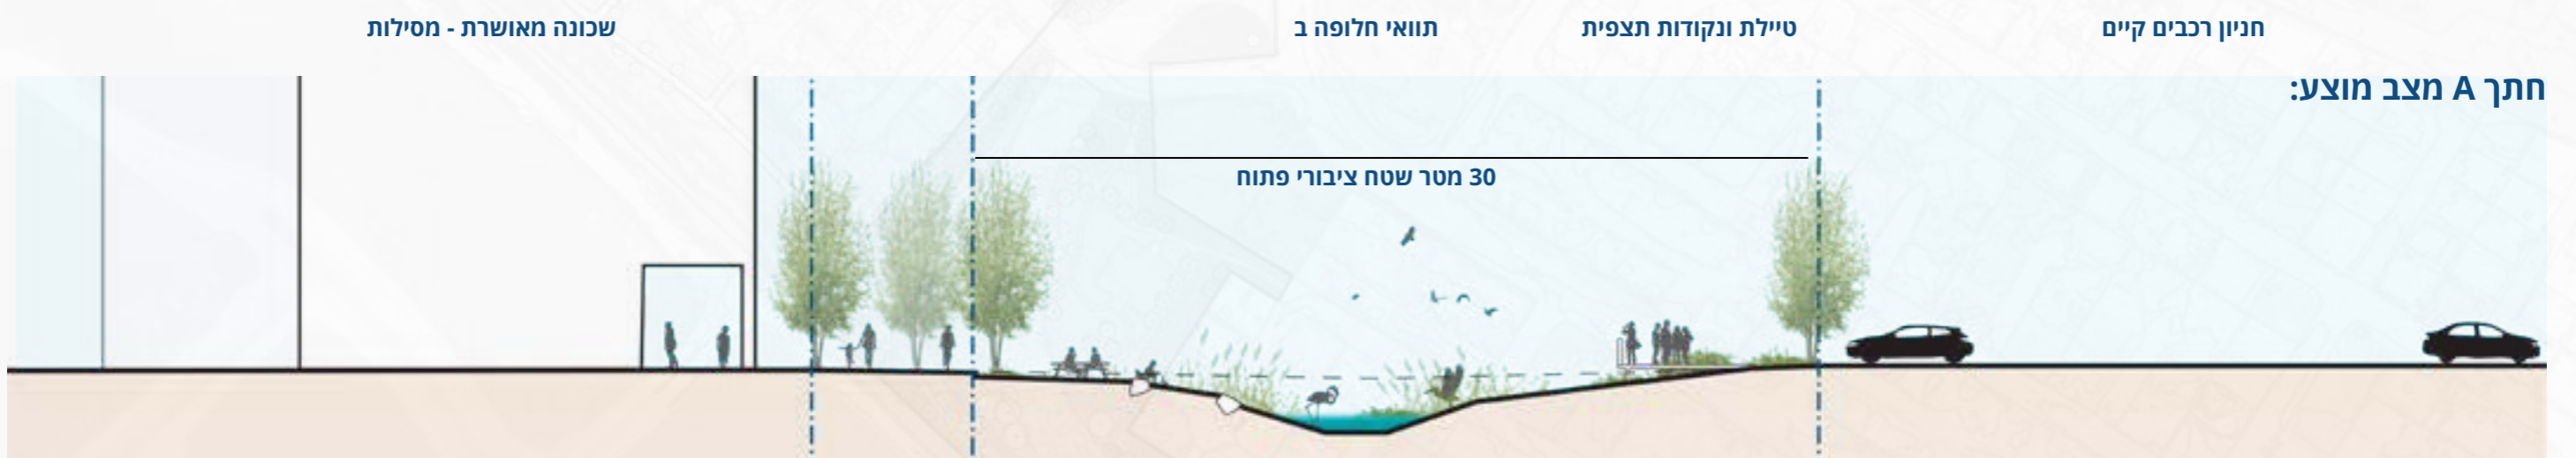 חניון רכבים קיים
טיילת ונקודות תצפית
תוואי חלופה ב
שכונה מאושרת - מסילות
חתך A מצב מוצע:
30 מטר שטח ציבורי פתוח